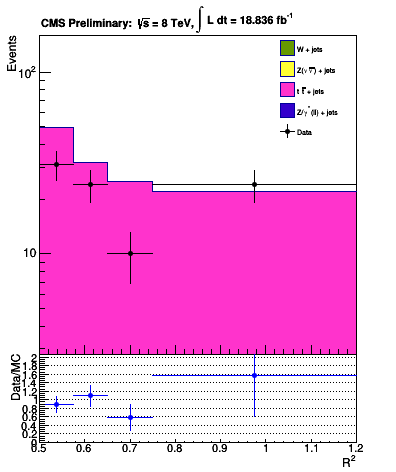 CMS Preliminary: √s = 8 TeV, ∫ L dt = 18.836 fb⁻¹
Events
10²
10
W + jets
Z(ν ν̅) + jets
t t̅ + jets
Z/γ*(ll) + jets
Data
Data/MC
2
1.8
1.6
1.4
1.2
1
0.8
0.6
0.4
0.2
0
0.5 0.6 0.7 0.8 0.9 1 1.1 1.2
R²